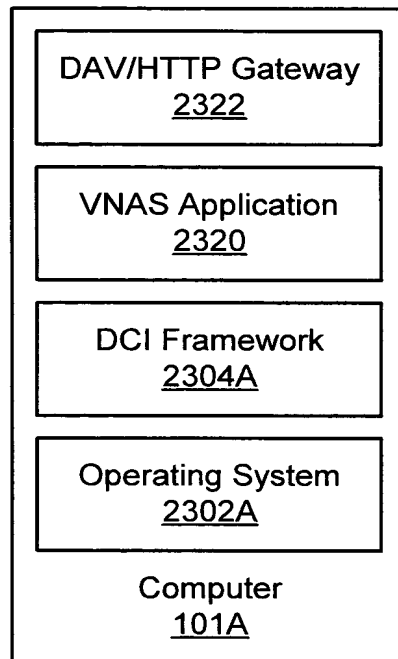 DAV/HTTP Gateway
2322
VNAS Application
2320
DCI Framework
2304A
Operating System
2302A
Computer
101A